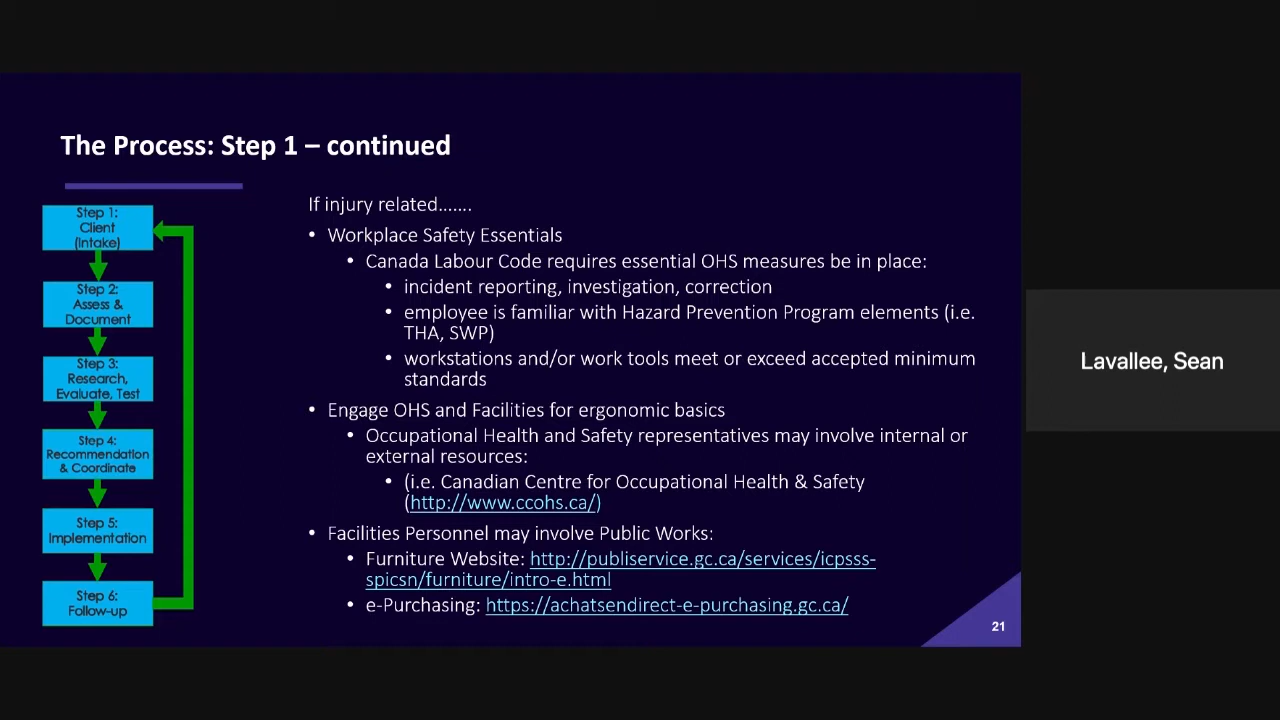 The Process: Step 1 – continued
Step 1:
Client
(Intake)
Step 2:
Assess &
Document
Step 3:
Research,
Evaluate, Test
Step 4:
Recommendation
& Coordinate
Step 5:
Implementation
Step 6:
Follow-up
If injury related.......
• Workplace Safety Essentials
• Canada Labour Code requires essential OHS measures be in place:
• incident reporting, investigation, correction
• employee is familiar with Hazard Prevention Program elements (i.e.
THA, SWP)
• workstations and/or work tools meet or exceed accepted minimum
standards
• Engage OHS and Facilities for ergonomic basics
• Occupational Health and Safety representatives may involve internal or
external resources:
• (i.e. Canadian Centre for Occupational Health & Safety
(http://www.ccohs.ca/)
• Facilities Personnel may involve Public Works:
• Furniture Website: http://publiservice.gc.ca/services/icpsss-
spicsn/furniture/intro-e.html
• e-Purchasing: https://achatsendirect-e-purchasing.gc.ca/
21
Lavallee, Sean